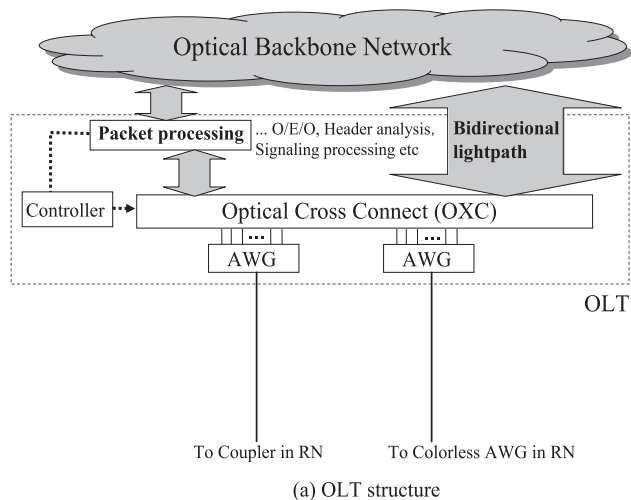 Optical Backbone Network
Packet processing
... O/E/O, Header analysis,
Signaling processing etc
Bidirectional
lightpath
Controller
Optical Cross Connect (OXC)
...
...
AWG
AWG
OLT
To Coupler in RN
To Colorless AWG in RN
(a) OLT structure